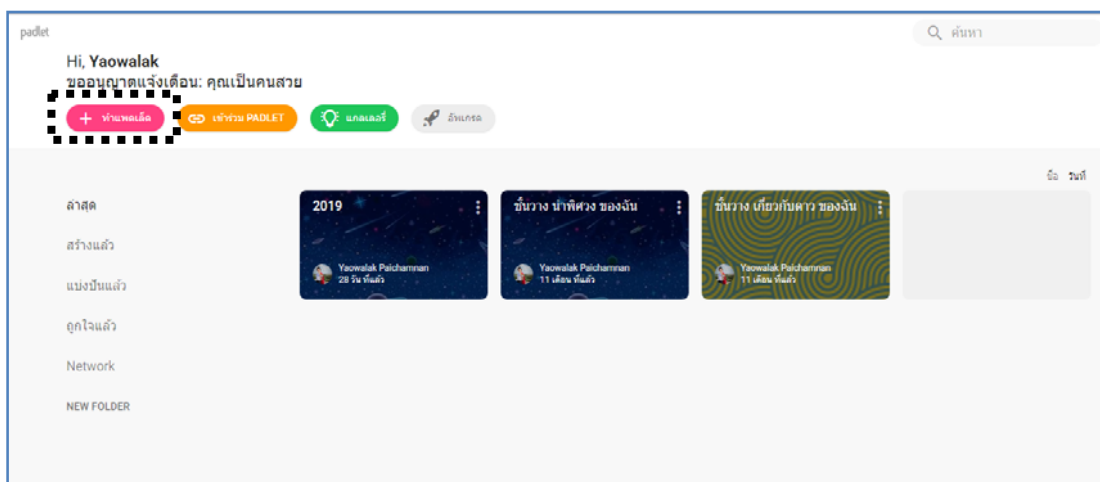 padlet
ค้นหา
Hi, Yaowalak
ขออนุญาตแจ้งเตือน: คุณเป็นคนสวย
+ ทำแพดเล็ต
เข้าร่วม PADLET
แกลเลอรี่
อัพเกรด
ชื่อ วันที่
ล่าสุด
สร้างแล้ว
แบ่งปันแล้ว
ถูกใจแล้ว
Network
NEW FOLDER
2019
Yaowalak Paichamnan
28 วัน ที่แล้ว
ชั้นวาง น่าพิศวง ของฉัน
Yaowalak Paichamnan
11 เดือน ที่แล้ว
ชั้นวาง เกี่ยวกับดาว ของฉัน
Yaowalak Paichamnan
11 เดือน ที่แล้ว